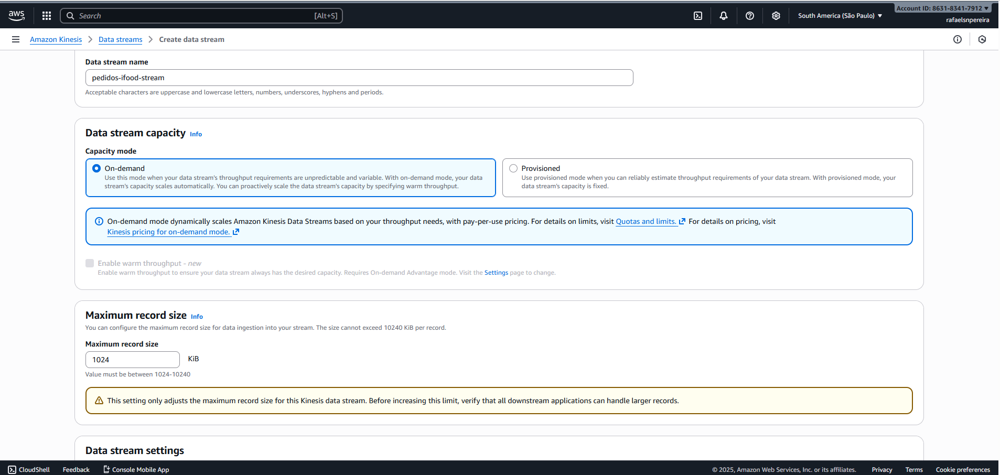 aws
Search [Alt+S]
South America (São Paulo)
Account ID: 8631-8341-7912
rafaelsnpereira
Amazon Kinesis
Data streams
Create data stream
Data stream name
pedidos-ifood-stream
Acceptable characters are uppercase and lowercase letters, numbers, underscores, hyphens and periods.
Data stream capacity Info
Capacity mode
On-demand
Use this mode when your data stream's throughput requirements are unpredictable and variable. With on-demand mode, your data
stream's capacity scales automatically. You can proactively scale the data stream's capacity by specifying warm throughput.
Provisioned
Use provisioned mode when you can reliably estimate throughput requirements of your data stream. With provisioned mode, your
data stream's capacity is fixed.
On-demand mode dynamically scales Amazon Kinesis Data Streams based on your throughput needs, with pay-per-use pricing. For details on limits, visit Quotas and limits. For details on pricing, visit
Kinesis pricing for on-demand mode.
Enable warm throughput - new
Enable warm throughput to ensure your data stream always has the desired capacity. Requires On-demand Advantage mode. Visit the Settings page to change.
Maximum record size Info
You can configure the maximum record size for data ingestion into your stream. The size cannot exceed 10240 KiB per record.
Maximum record size
1024 KiB
Value must be between 1024-10240
This setting only adjusts the maximum record size for this Kinesis data stream. Before increasing this limit, verify that all downstream applications can handle larger records.
Data stream settings
CloudShell Feedback Console Mobile App
© 2025, Amazon Web Services, Inc. or its affiliates. Privacy Terms Cookie preferences